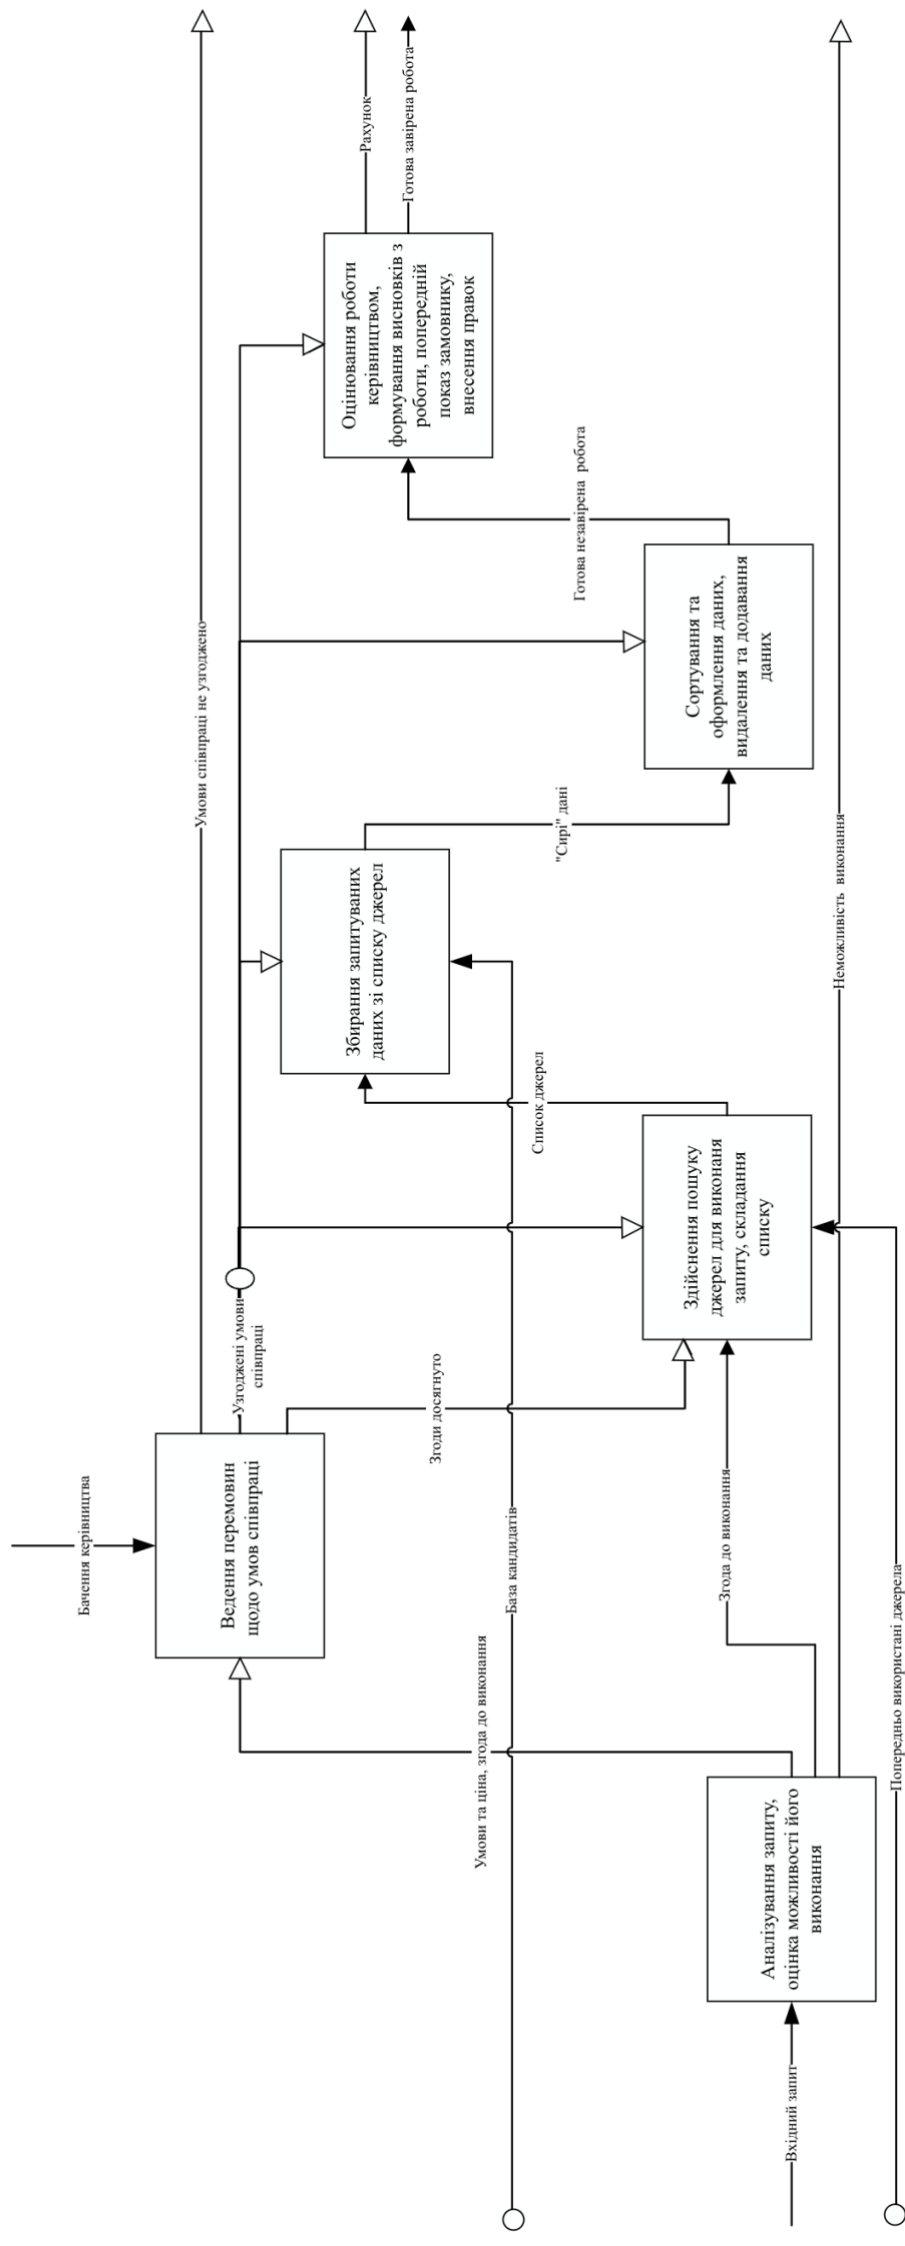 Бачення керівництва
Ведення перемовин
щодо умов співпраці
Умови співпраці не узгоджено
Узгоджені умови
співпраці
Згоди досягнуто
Умови та ціна, згода до виконання
База кандидатів
Вхідний запит
Аналізування запиту,
оцінка можливості його
виконання
Згода до виконання
Неможливість виконання
Попередньо використані джерела
Здійснення пошуку
джерел для виконаня
запиту, складання
списку
Список джерел
Збирання запитуваних
даних зі списку джерел
"Сирі" дані
Сортування та
оформлення даних,
видалення та додавання
даних
Готова незавірена робота
Оцінювання роботи
керівництвом,
формування висновків з
роботи, попередній
показ замовнику,
внесення правок
Рахунок
Готова завірена робота